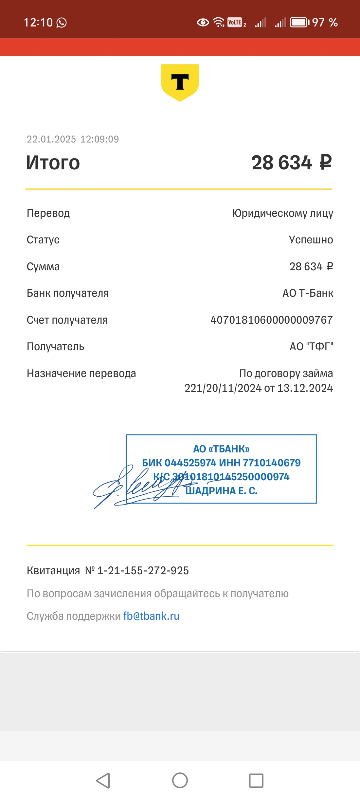 12:10 97 %
T
22.01.2025 12:09:09
Итого 28 634 ₽
Перевод Юридическому лицу
Статус Успешно
Сумма 28 634 ₽
Банк получателя АО Т-Банк
Счет получателя 40701810600000009767
Получатель АО "ТФГ"
Назначение перевода По договору займа
221/20/11/2024 от 13.12.2024
АО «ТБАНК»
БИК 044525974 ИНН 7710140679
К/С 30101810145250000974
ШАДРИНА Е. С.
Квитанция № 1-21-155-272-925
По вопросам зачисления обращайтесь к получателю
Служба поддержки fb@tbank.ru